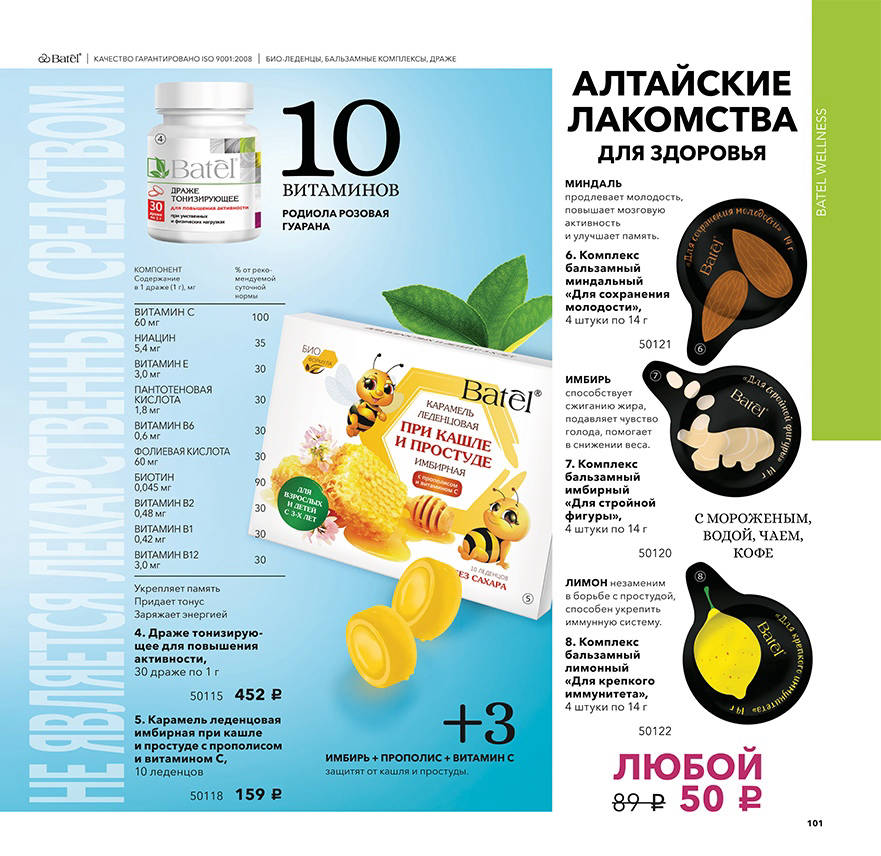 Batel® | КАЧЕСТВО ГАРАНТИРОВАНО ISO 9001:2008 | БИО-ЛЕДЕНЦЫ, БАЛЬЗАМНЫЕ КОМПЛЕКСЫ, ДРАЖЕ
BATEL WELLNESS
НЕ ЯВЛЯЕТСЯ ЛЕКАРСТВЕННЫМ СРЕДСТВОМ
4
Batel®
ДРАЖЕ
ТОНИЗИРУЮЩЕЕ
для повышения активности
при умственных
и физических нагрузках
30
10
ВИТАМИНОВ
РОДИОЛА РОЗОВАЯ
ГУАРАНА
КОМПОНЕНТ
Содержание
в 1 драже (1 г), мг
% от реко-
мендуемой
суточной
нормы
ВИТАМИН С
60 мг 100
НИАЦИН
5,4 мг 35
ВИТАМИН Е
3,0 мг 30
ПАНТОТЕНОВАЯ
КИСЛОТА
1,8 мг 30
ВИТАМИН В6
0,6 мг 30
ФОЛИЕВАЯ КИСЛОТА
60 мг 30
БИОТИН
0,045 мг 90
ВИТАМИН В2
0,48 мг 30
ВИТАМИН В1
0,42 мг 30
ВИТАМИН В12
3,0 мг 30
Укрепляет память
Придает тонус
Заряжает энергией
4. Драже тонизирую-
щее для повышения
активности,
30 драже по 1 г
50115 452 ₽
5. Карамель леденцовая
имбирная при кашле
и простуде с прополисом
и витамином С,
10 леденцов
50118 159 ₽
БИО
ФОРМУЛА
Batel®
КАРАМЕЛЬ
ЛЕДЕНЦОВАЯ
ПРИ КАШЛЕ
И ПРОСТУДЕ
ИМБИРНАЯ
с прополисом
и витамином С
ДЛЯ
ВЗРОСЛЫХ
И ДЕТЕЙ
С 3-Х ЛЕТ
10 ЛЕДЕНЦОВ
БЕЗ САХАРА
5
+3
ИМБИРЬ + ПРОПОЛИС + ВИТАМИН С
защитят от кашля и простуды.
АЛТАЙСКИЕ
ЛАКОМСТВА
ДЛЯ ЗДОРОВЬЯ
МИНДАЛЬ
продлевает молодость,
повышает мозговую
активность
и улучшает память.
6. Комплекс
бальзамный
миндальный
«Для сохранения
молодости»,
4 штуки по 14 г
50121
«Для сохранения молодости» 14 г
Batel
6
ИМБИРЬ
способствует
сжиганию жира,
подавляет чувство
голода, помогает
в снижении веса.
7. Комплекс
бальзамный
имбирный
«Для стройной
фигуры»,
4 штуки по 14 г
50120
7
«Для стройной фигуры» 14 г
Batel
С МОРОЖЕНЫМ,
ВОДОЙ, ЧАЕМ,
КОФЕ
ЛИМОН незаменим
в борьбе с простудой,
способен укрепить
иммунную систему.
8. Комплекс
бальзамный
лимонный
«Для крепкого
иммунитета»,
4 штуки по 14 г
50122
8
«Для крепкого иммунитета» 14 г
Batel
ЛЮБОЙ
89 ₽ 50 ₽
101